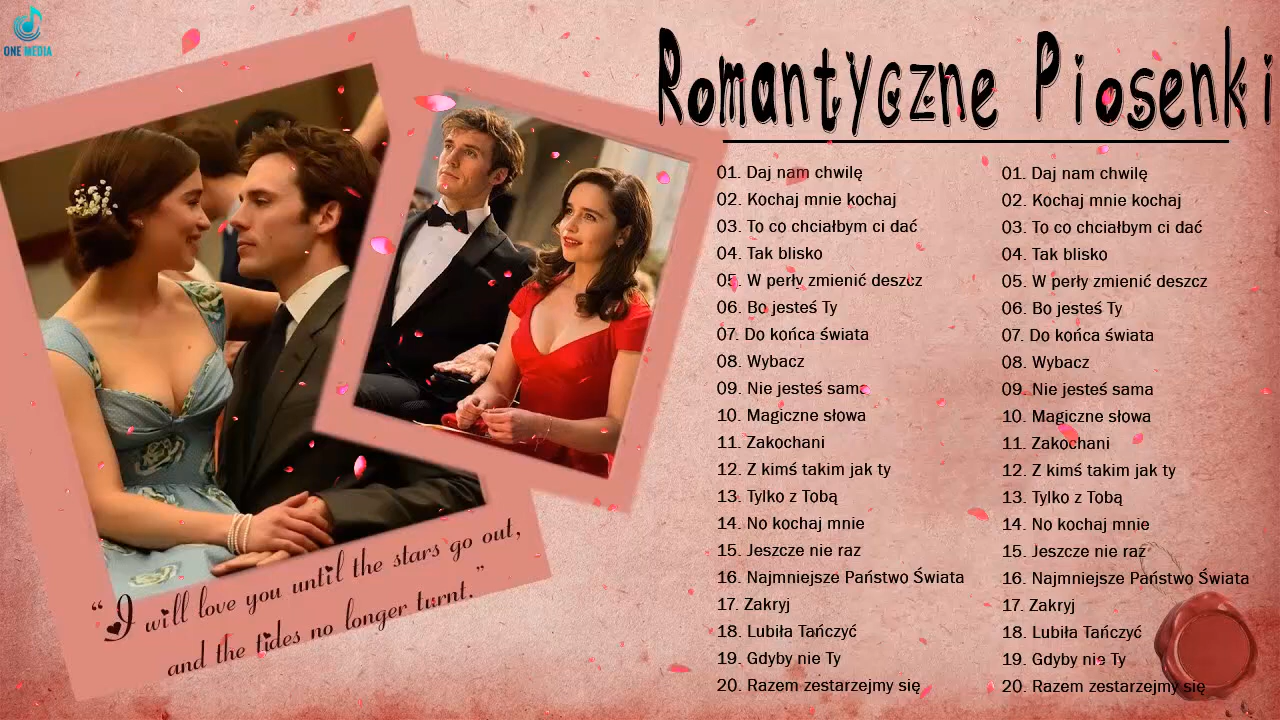 ONE MEDIA
Romantyczne Piosenki
01. Daj nam chwilę
02. Kochaj mnie kochaj
03. To co chciałbym ci dać
04. Tak blisko
05. W perły zmienić deszcz
06. Bo jesteś Ty
07. Do końca świata
08. Wybacz
09. Nie jesteś sama
10. Magiczne słowa
11. Zakochani
12. Z kimś takim jak ty
13. Tylko z Tobą
14. No kochaj mnie
15. Jeszcze nie raz
16. Najmniejsze Państwo Świata
17. Zakryj
18. Lubiła Tańczyć
19. Gdyby nie Ty
20. Razem zestarzejmy się
01. Daj nam chwilę
02. Kochaj mnie kochaj
03. To co chciałbym ci dać
04. Tak blisko
05. W perły zmienić deszcz
06. Bo jesteś Ty
07. Do końca świata
08. Wybacz
09. Nie jesteś sama
10. Magiczne słowa
11. Zakochani
12. Z kimś takim jak ty
13. Tylko z Tobą
14. No kochaj mnie
15. Jeszcze nie raz
16. Najmniejsze Państwo Świata
17. Zakryj
18. Lubiła Tańczyć
19. Gdyby nie Ty
20. Razem zestarzejmy się
“I will love you until the stars go out,
and the tides no longer turnt.”